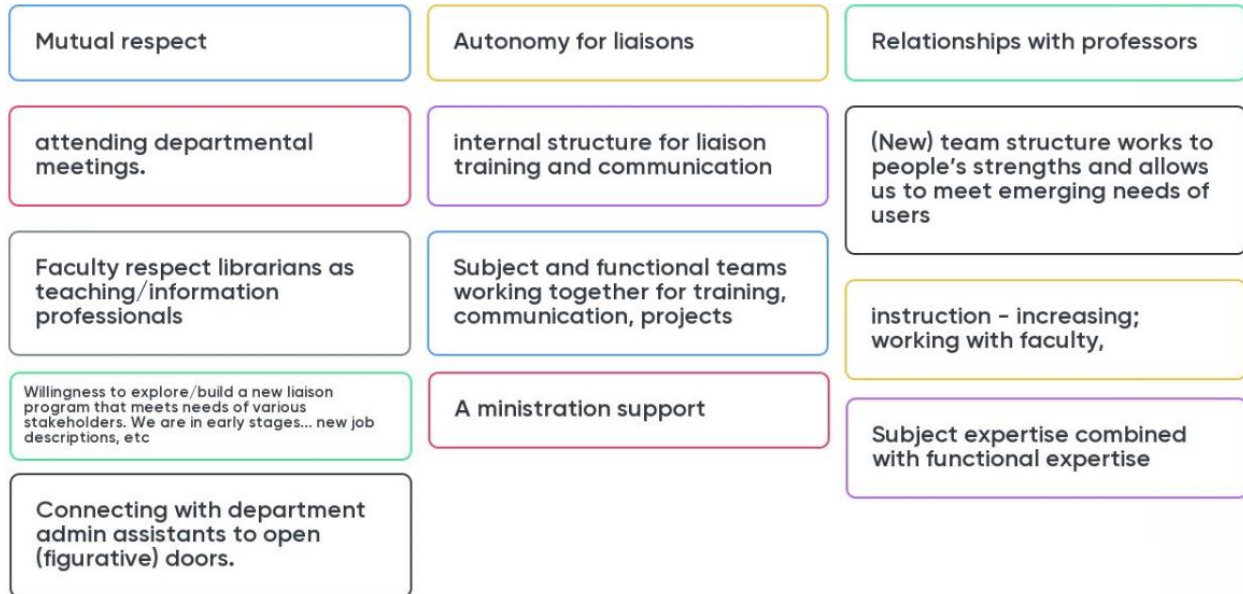 Mutual respect
attending departmental
meetings.
Faculty respect librarians as
teaching/information
professionals
Willingness to explore/build a new liaison
program that meets needs of various
stakeholders. We are in early stages... new job
descriptions, etc
Connecting with department
admin assistants to open
(figurative) doors.
Autonomy for liaisons
internal structure for liaison
training and communication
Subject and functional teams
working together for training,
communication, projects
A ministration support
Relationships with professors
(New) team structure works to
people's strengths and allows
us to meet emerging needs of
users
instruction - increasing;
working with faculty,
Subject expertise combined
with functional expertise